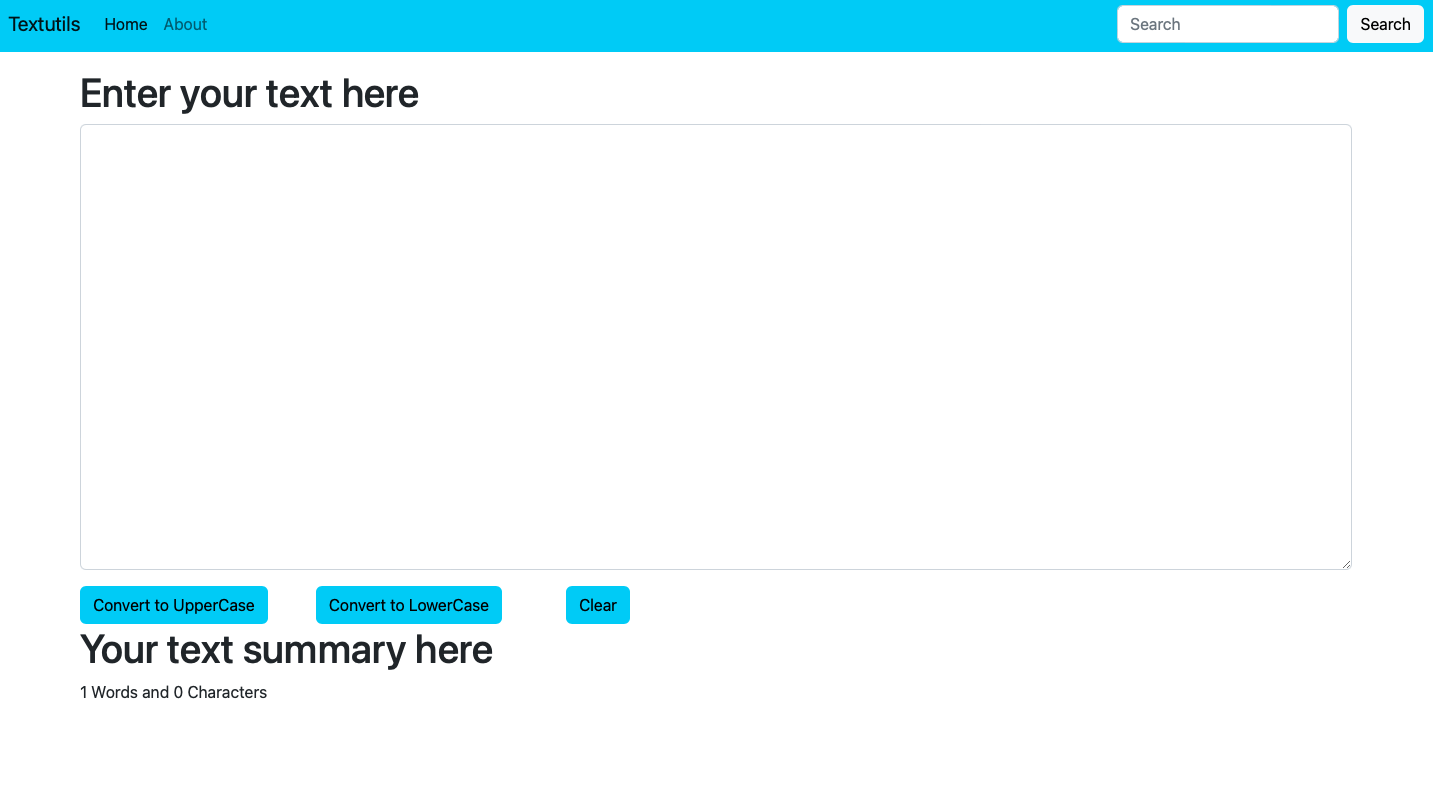 Textutils Home About Search Search
Enter your text here
Convert to UpperCase Convert to LowerCase Clear
Your text summary here
1 Words and 0 Characters